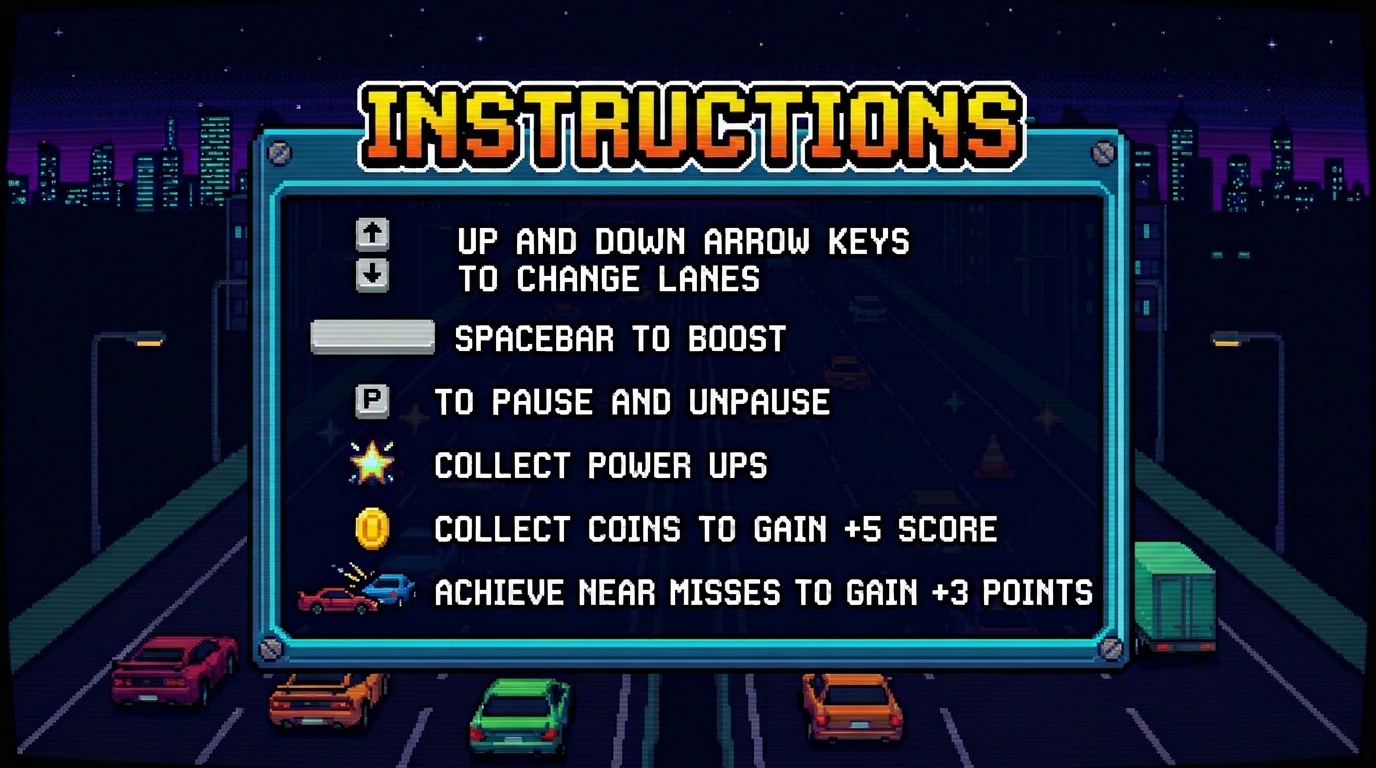 INSTRUCTIONS
↑
UP AND DOWN ARROW KEYS
↓
TO CHANGE LANES
SPACEBAR TO BOOST
P TO PAUSE AND UNPAUSE
COLLECT POWER UPS
COLLECT COINS TO GAIN +5 SCORE
ACHIEVE NEAR MISSES TO GAIN +3 POINTS